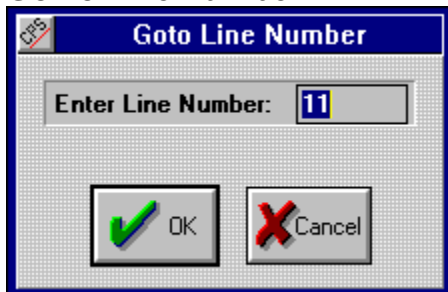 CPS
Goto Line Number
Enter Line Number: 11
OK
Cancel